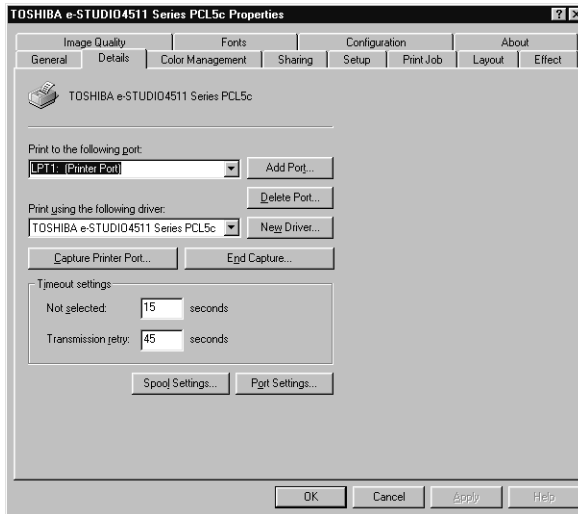 TOSHIBA e-STUDIO4511 Series PCL5c Properties
Image Quality Fonts Configuration About
General Details Color Management Sharing Setup Print Job Layout Effect
TOSHIBA e-STUDIO4511 Series PCL5c
Print to the following port:
LPT1: (Printer Port) Add Port...
Delete Port...
Print using the following driver:
TOSHIBA e-STUDIO4511 Series PCL5c New Driver...
Capture Printer Port... End Capture...
Timeout settings
Not selected: 15 seconds
Transmission retry: 45 seconds
Spool Settings... Port Settings...
OK Cancel Apply Help